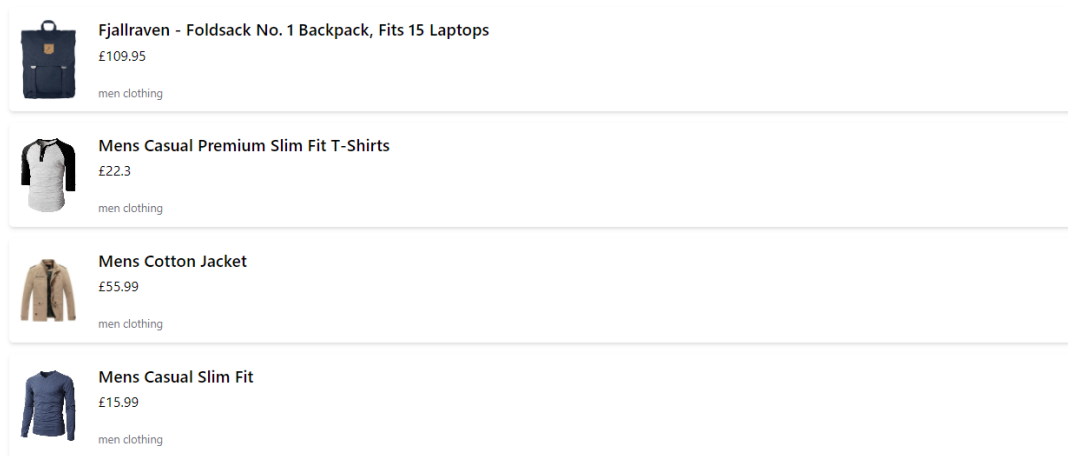 Fjallraven - Foldsack No. 1 Backpack, Fits 15 Laptops
£109.95
men clothing
Mens Casual Premium Slim Fit T-Shirts
£22.3
men clothing
Mens Cotton Jacket
£55.99
men clothing
Mens Casual Slim Fit
£15.99
men clothing